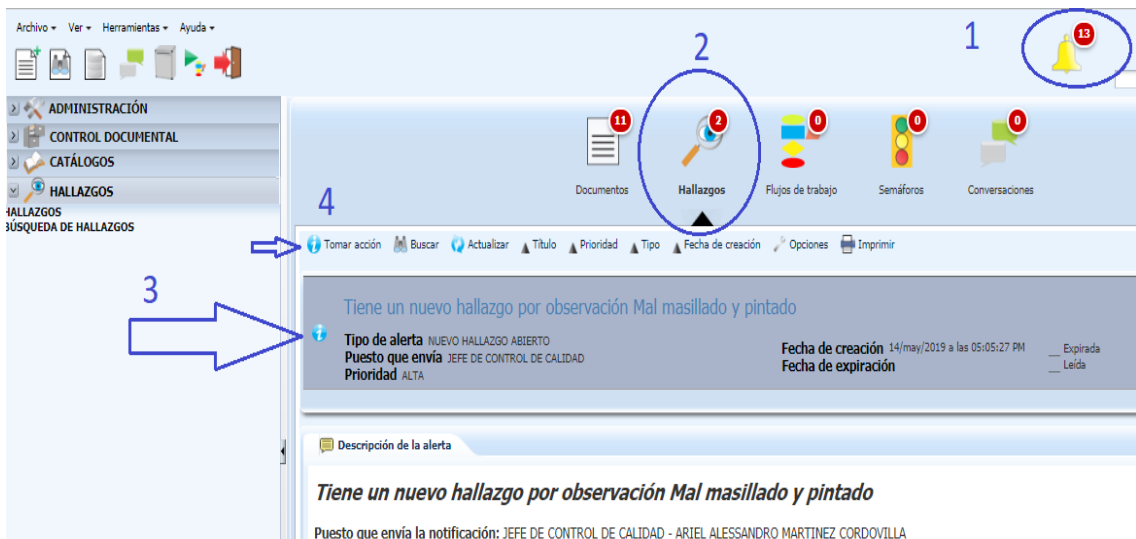 Archivo Ver Herramientas Ayuda
1
13
2
ADMINISTRACIÓN
CONTROL DOCUMENTAL
CATÁLOGOS
HALLAZGOS
HALLAZGOS
BÚSQUEDA DE HALLAZGOS
11 2 0 0 0
Documentos Hallazgos Flujos de trabajo Semáforos Conversaciones
4
Tomar acción Buscar Actualizar Título Prioridad Tipo Fecha de creación Opciones Imprimir
3
Tiene un nuevo hallazgo por observación Mal masillado y pintado
Tipo de alerta NUEVO HALLAZGO ABIERTO
Puesto que envía JEFE DE CONTROL DE CALIDAD
Prioridad ALTA
Fecha de creación 14/may/2019 a las 05:05:27 PM __ Expirada
Fecha de expiración __ Leída
Descripción de la alerta
Tiene un nuevo hallazgo por observación Mal masillado y pintado
Puesto que envía la notificación: JEFE DE CONTROL DE CALIDAD - ARIEL ALESSANDRO MARTINEZ CORDOVILLA